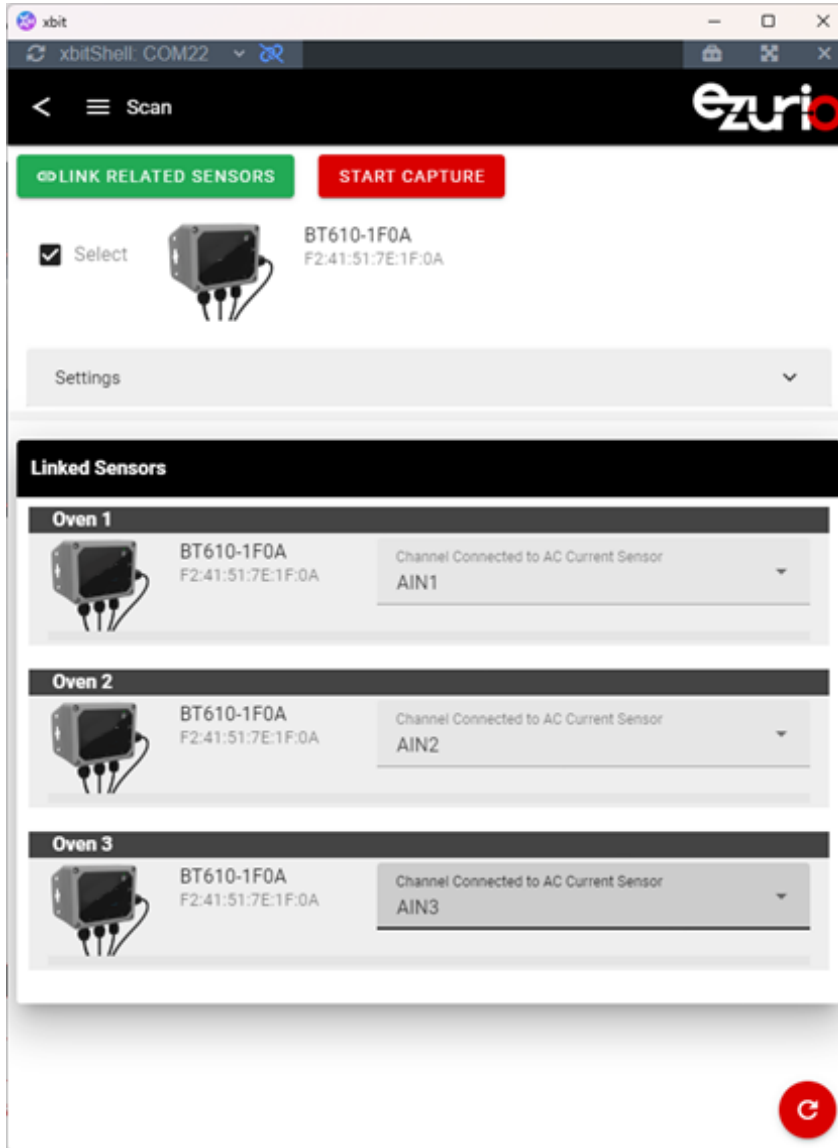 xbit
xbitShell: COM22
Scan
ezurio
LINK RELATED SENSORS
START CAPTURE
Select
BT610-1F0A
F2:41:51:7E:1F:0A
Settings
Linked Sensors
Oven 1
BT610-1F0A
F2:41:51:7E:1F:0A
Channel Connected to AC Current Sensor
AIN1
Oven 2
BT610-1F0A
F2:41:51:7E:1F:0A
Channel Connected to AC Current Sensor
AIN2
Oven 3
BT610-1F0A
F2:41:51:7E:1F:0A
Channel Connected to AC Current Sensor
AIN3